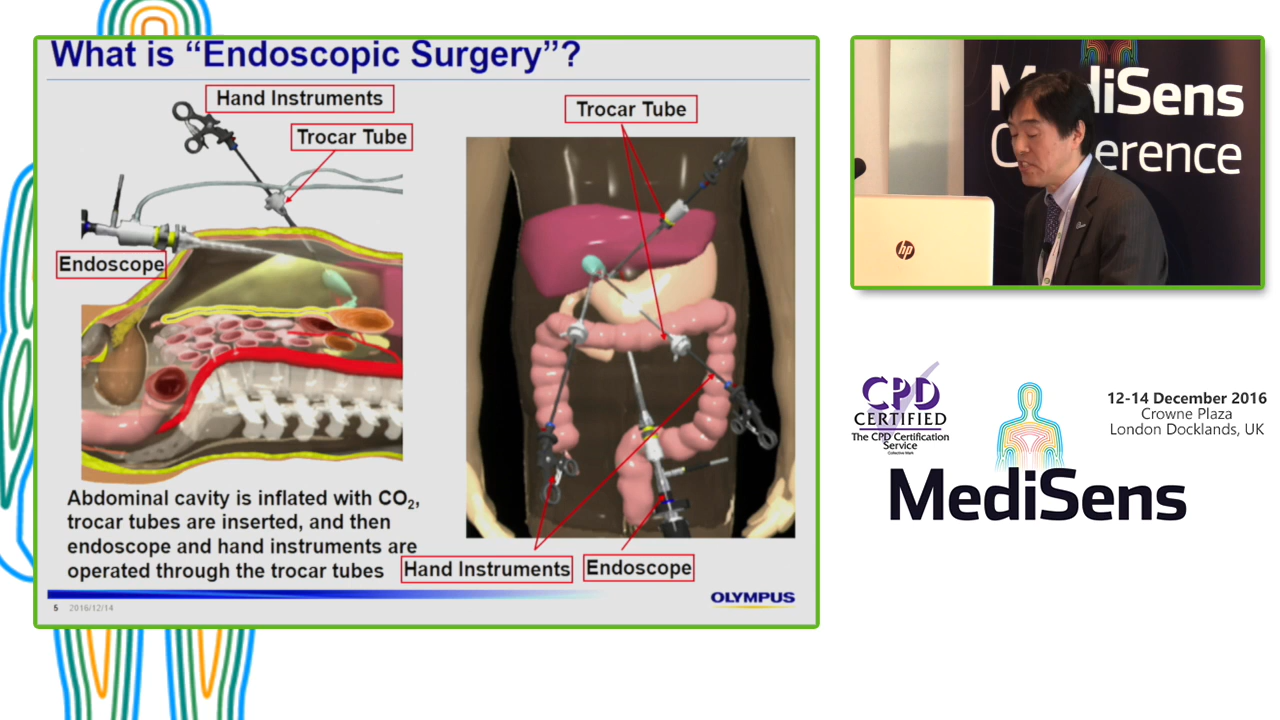 What is “Endoscopic Surgery”?
Hand Instruments
Trocar Tube
Endoscope
Trocar Tube
Hand Instruments
Endoscope
Abdominal cavity is inflated with CO₂,
trocar tubes are inserted, and then
endoscope and hand instruments are
operated through the trocar tubes
5 2016/12/14
OLYMPUS
MediSens
C erence
hp
CPD
CERTIFIED
The CPD Certification
Service
Collective Mark
12-14 December 2016
Crowne Plaza
London Docklands, UK
MediSens